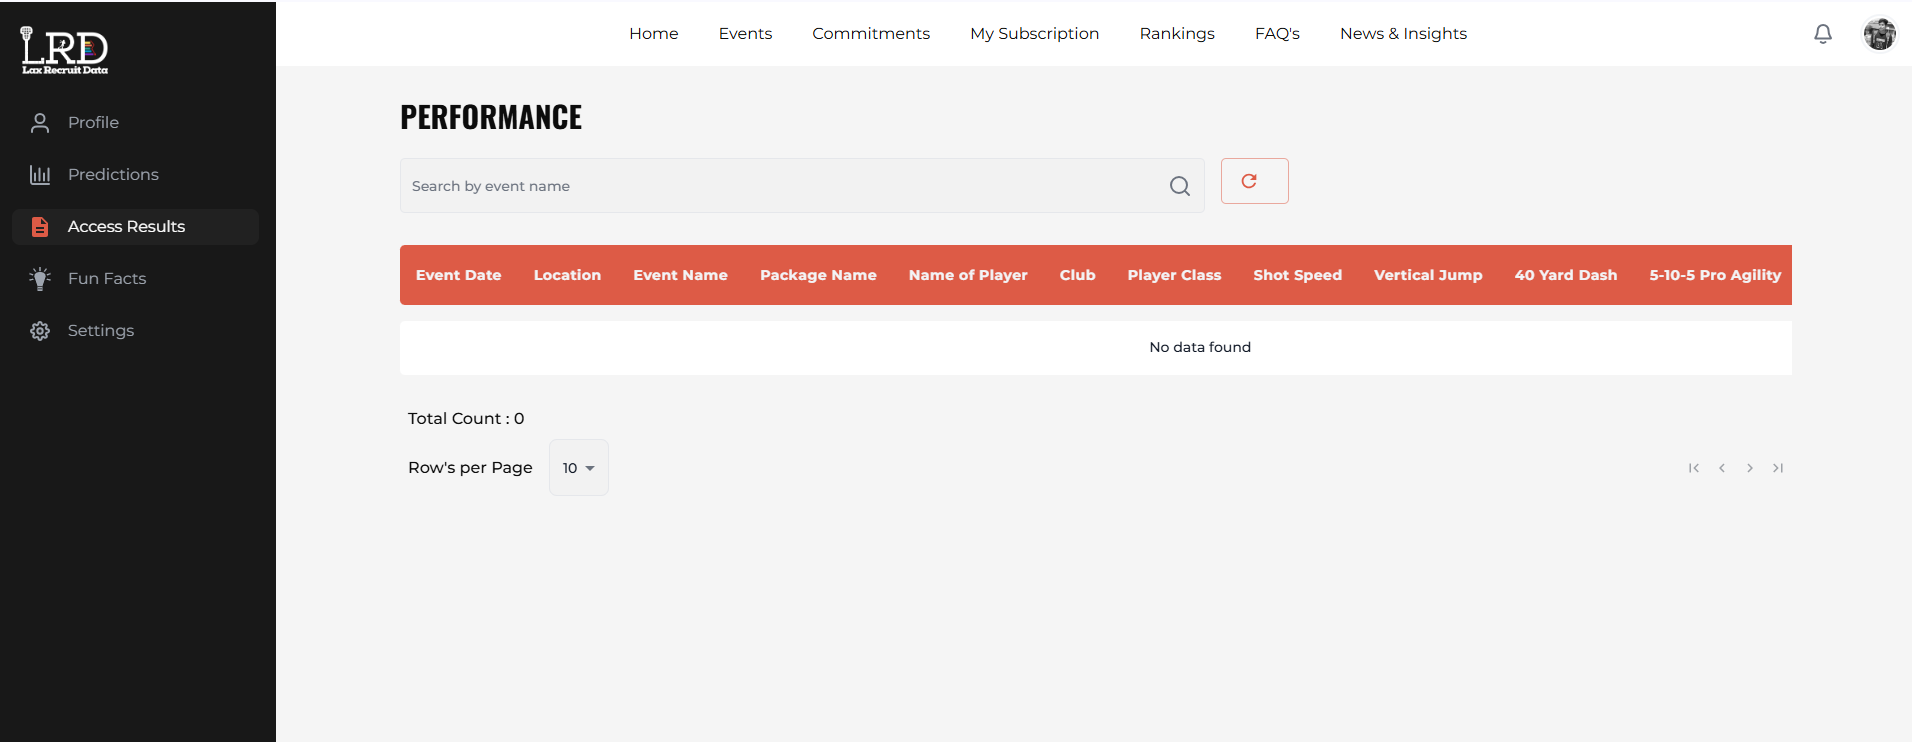 LRD
Lax Recruit Data
Home Events Commitments My Subscription Rankings FAQ's News & Insights
Profile
Predictions
Access Results
Fun Facts
Settings
PERFORMANCE
Search by event name
Event Date Location Event Name Package Name Name of Player Club Player Class Shot Speed Vertical Jump 40 Yard Dash 5-10-5 Pro Agility
No data found
Total Count : 0
Row's per Page 10